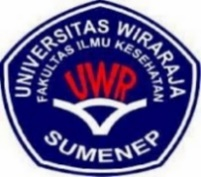 UNIVERSITAS WIRARAJA
FAKULTAS ILMU KESEHATAN
UWR
SUMENEP